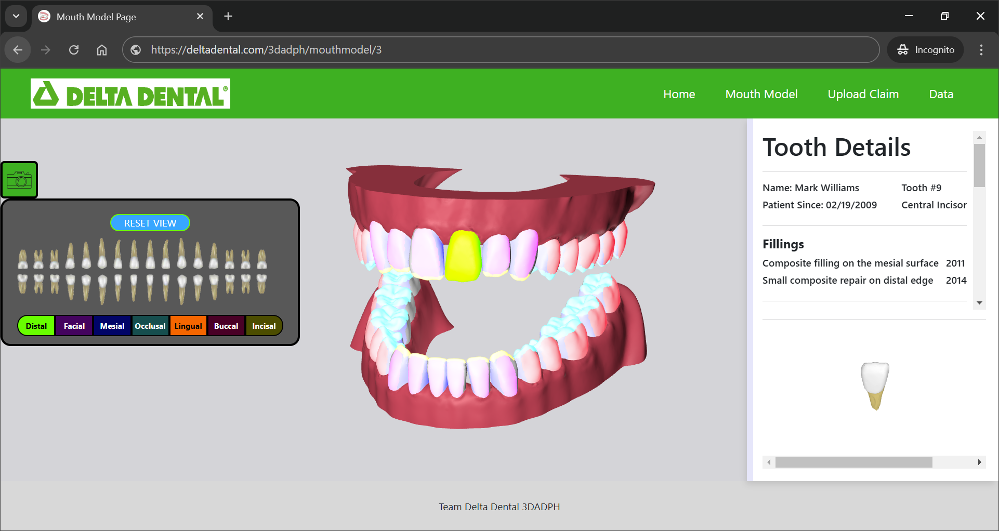 Mouth Model Page
https://deltadental.com/3dadph/mouthmodel/3
Incognito
DELTA DENTAL®
Home Mouth Model Upload Claim Data
RESET VIEW
Distal Facial Mesial Occlusal Lingual Buccal Incisal
Tooth Details
Name: Mark Williams Tooth #9
Patient Since: 02/19/2009 Central Incisor
Fillings
Composite filling on the mesial surface 2011
Small composite repair on distal edge 2014
Team Delta Dental 3DADPH